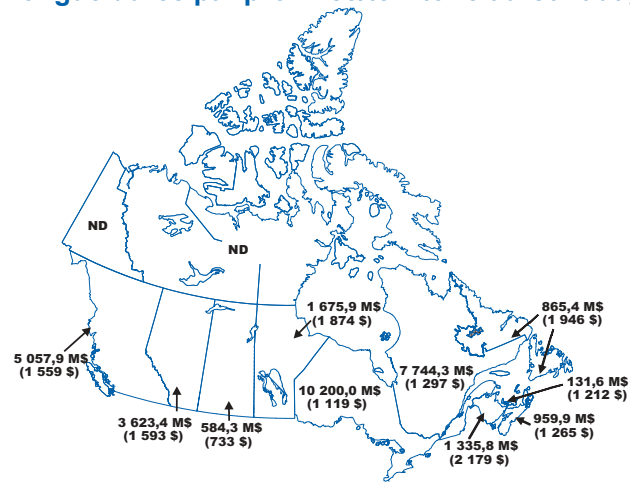 ND
ND
1 675,9 M$
(1 874 $)
865,4 M$
(1 946 $)
5 057,9 M$
(1 559 $)
7 744,3 M$
(1 297 $)
10 200,0 M$
(1 119 $)
131,6 M$
(1 212 $)
3 623,4 M$
(1 593 $)
584,3 M$
(733 $)
959,9 M$
(1 265 $)
1 335,8 M$
(2 179 $)